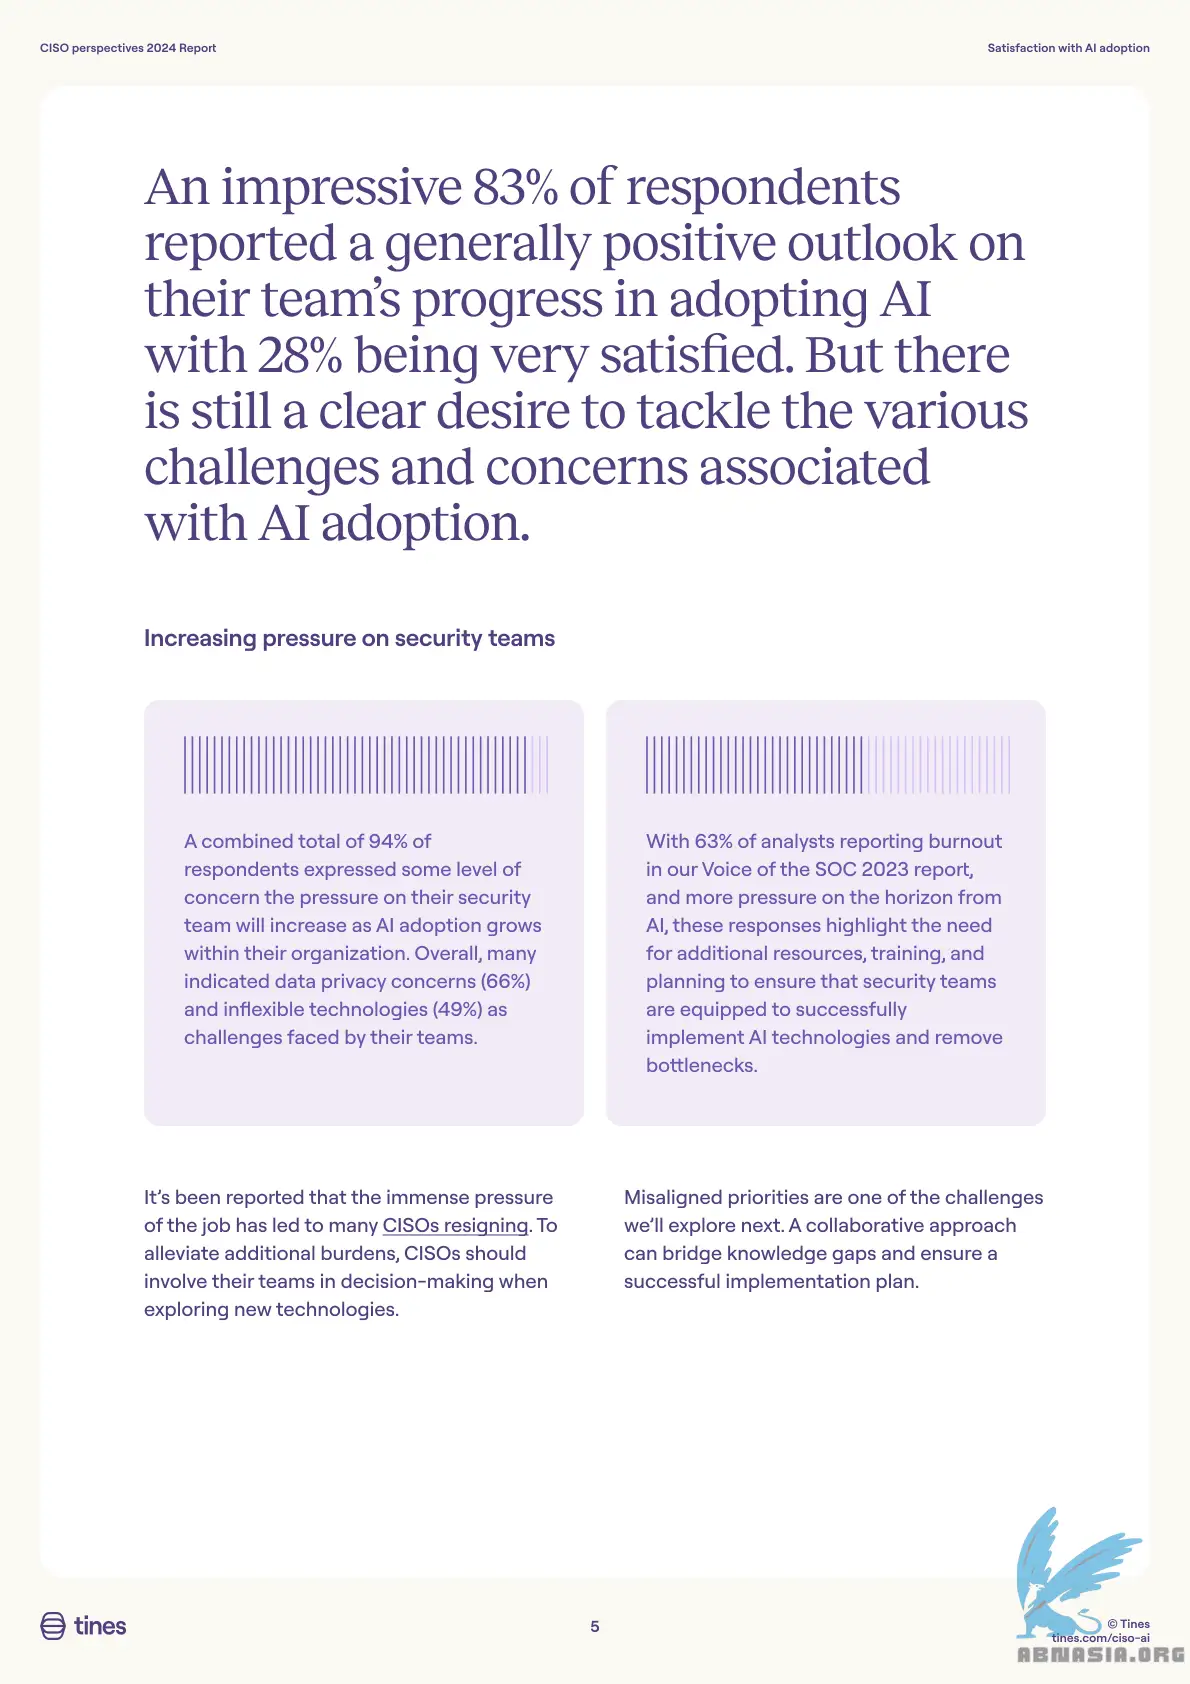 CISO perspectives 2024 Report
Satisfaction with AI adoption
An impressive 83% of respondents
reported a generally positive outlook on
their team’s progress in adopting AI
with 28% being very satisfied. But there
is still a clear desire to tackle the various
challenges and concerns associated
with AI adoption.
Increasing pressure on security teams
A combined total of 94% of
respondents expressed some level of
concern the pressure on their security
team will increase as AI adoption grows
within their organization. Overall, many
indicated data privacy concerns (66%)
and inflexible technologies (49%) as
challenges faced by their teams.
With 63% of analysts reporting burnout
in our Voice of the SOC 2023 report,
and more pressure on the horizon from
AI, these responses highlight the need
for additional resources, training, and
planning to ensure that security teams
are equipped to successfully
implement AI technologies and remove
bottlenecks.
It’s been reported that the immense pressure
of the job has led to many CISOs resigning. To
alleviate additional burdens, CISOs should
involve their teams in decision-making when
exploring new technologies.
Misaligned priorities are one of the challenges
we’ll explore next. A collaborative approach
can bridge knowledge gaps and ensure a
successful implementation plan.
tines
5
© Tines
tines.com/ciso-ai
ABNASIA.ORG